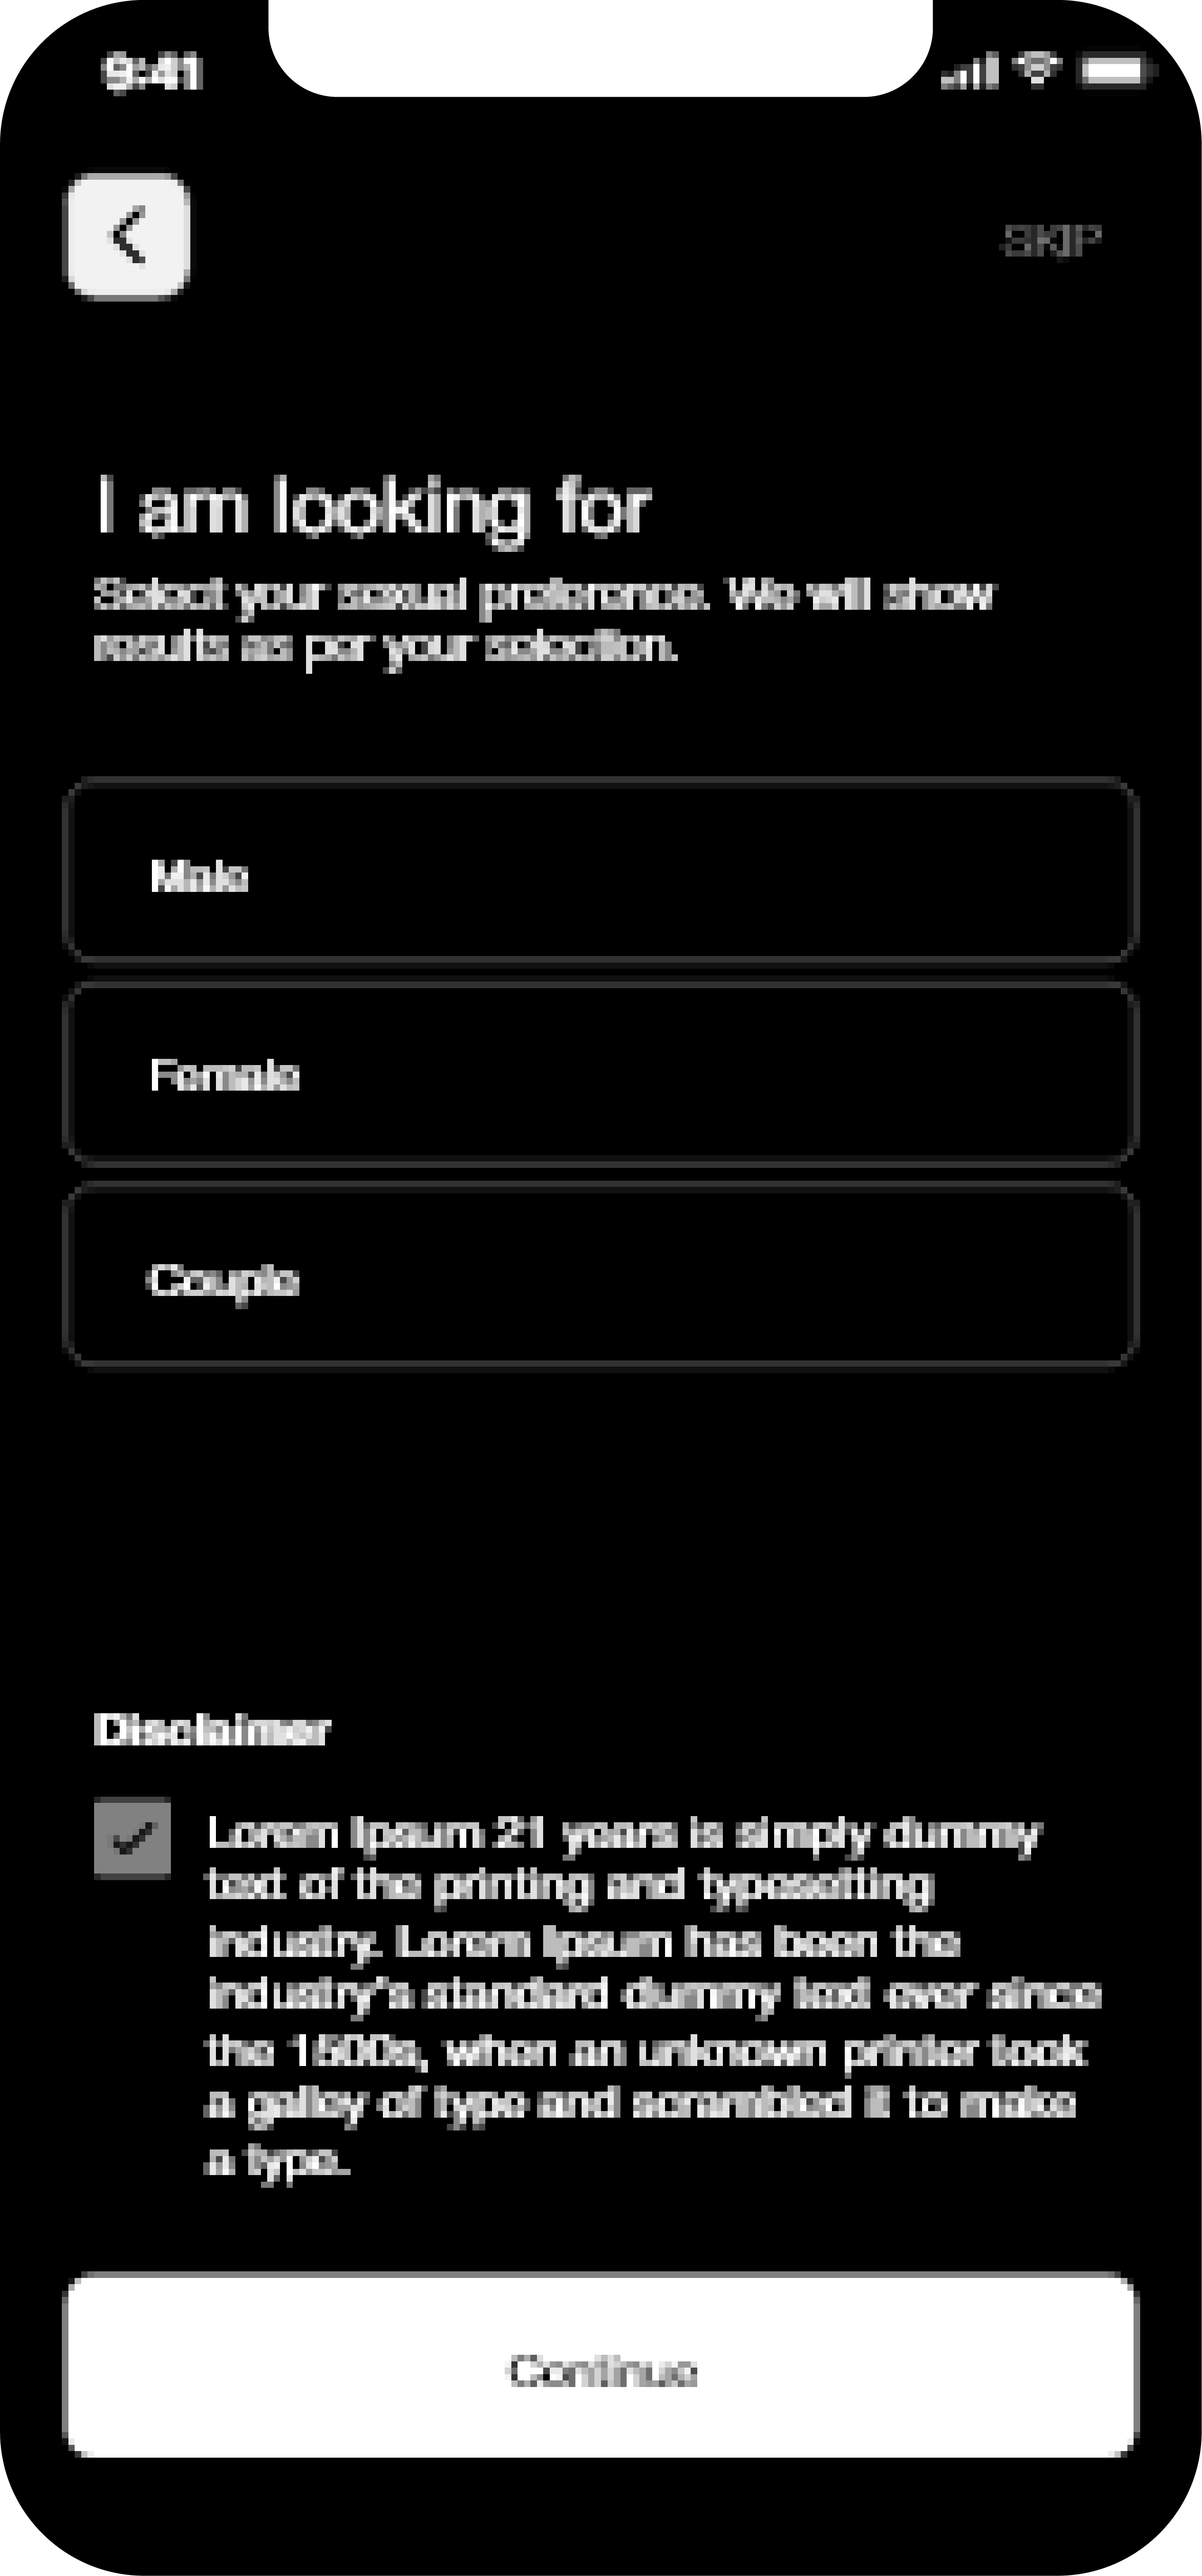 9:41
SKIP
I am looking for
Select your sexual preference. We will show
results as per your selection.
Male
Female
Couple
Disclaimer
Lorem Ipsum 21 years is simply dummy
text of the printing and typesetting
industry. Lorem Ipsum has been the
industry's standard dummy text ever since
the 1500s, when an unknown printer took
a galley of type and scrambled it to make
a type.
Continue